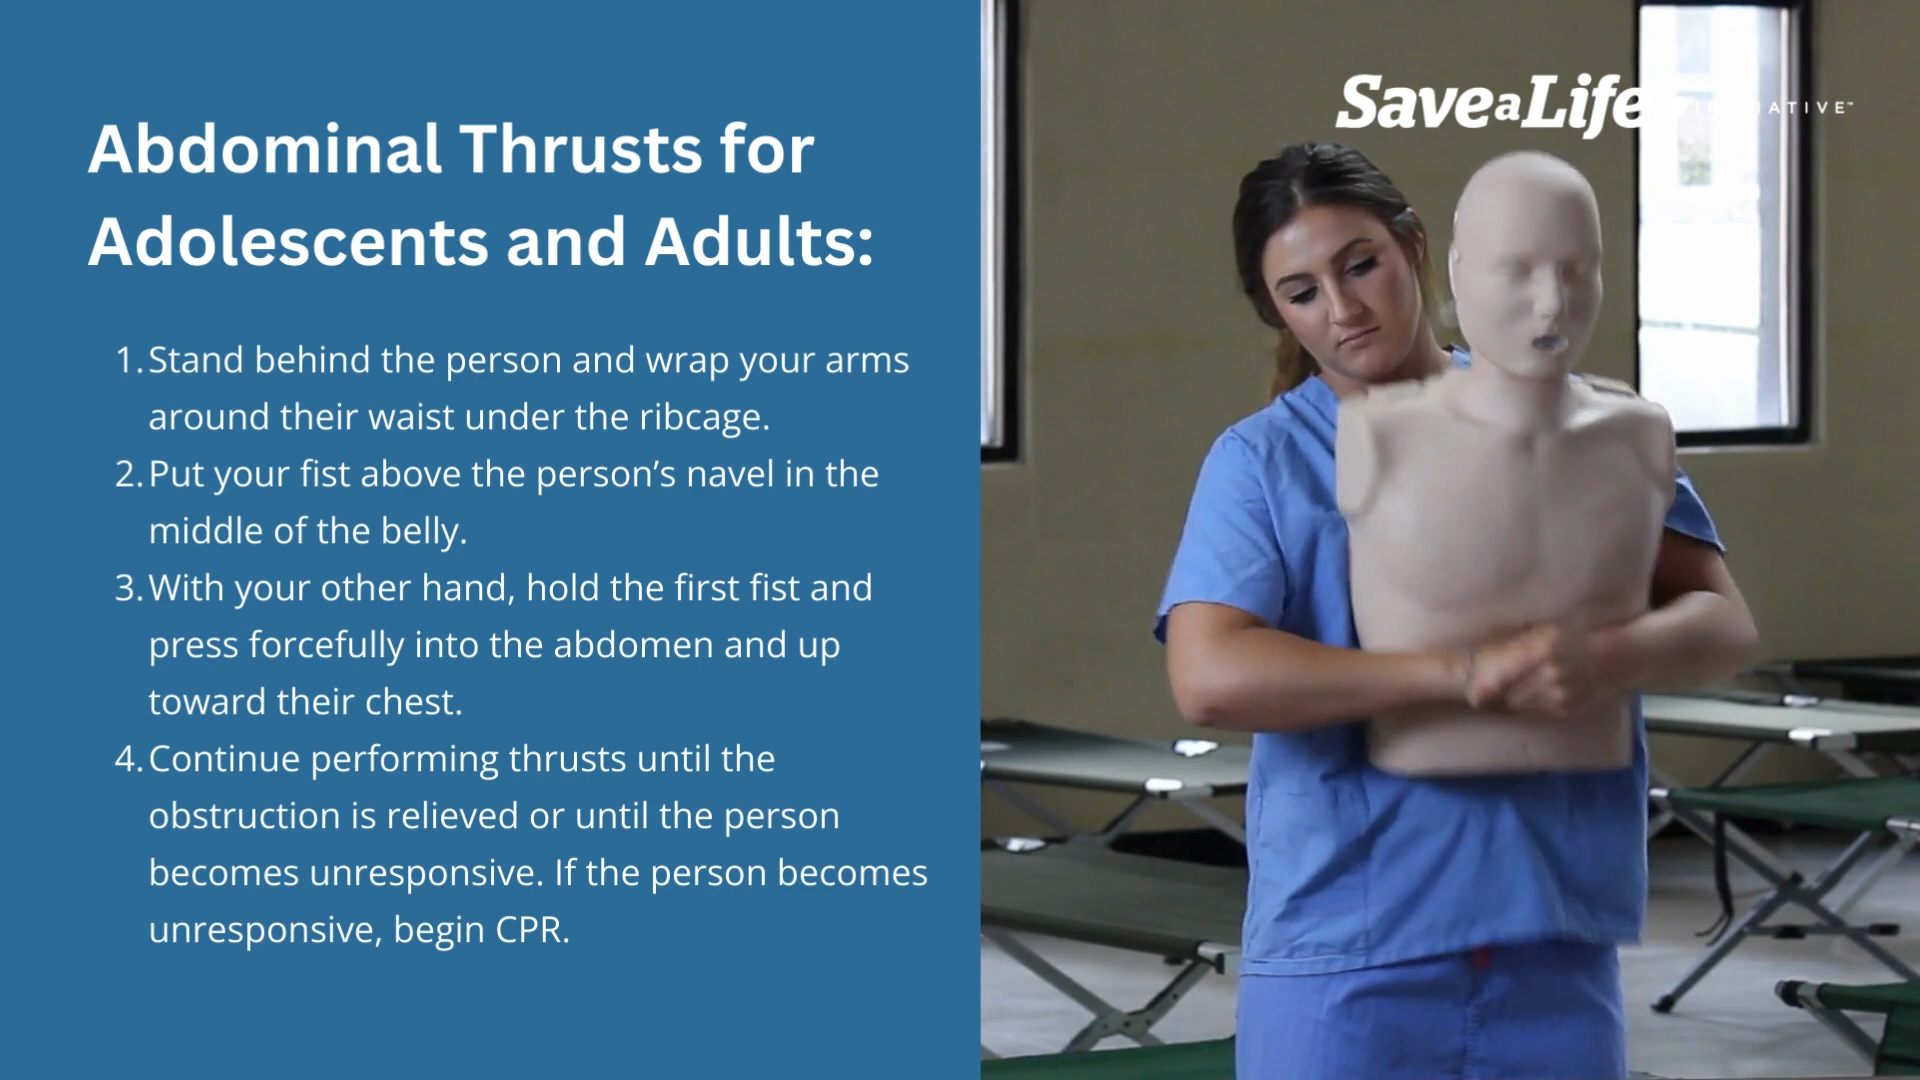 Abdominal Thrusts for
Adolescents and Adults:
1. Stand behind the person and wrap your arms
around their waist under the ribcage.
2. Put your fist above the person’s navel in the
middle of the belly.
3. With your other hand, hold the first fist and
press forcefully into the abdomen and up
toward their chest.
4. Continue performing thrusts until the
obstruction is relieved or until the person
becomes unresponsive. If the person becomes
unresponsive, begin CPR.
SaveaLife